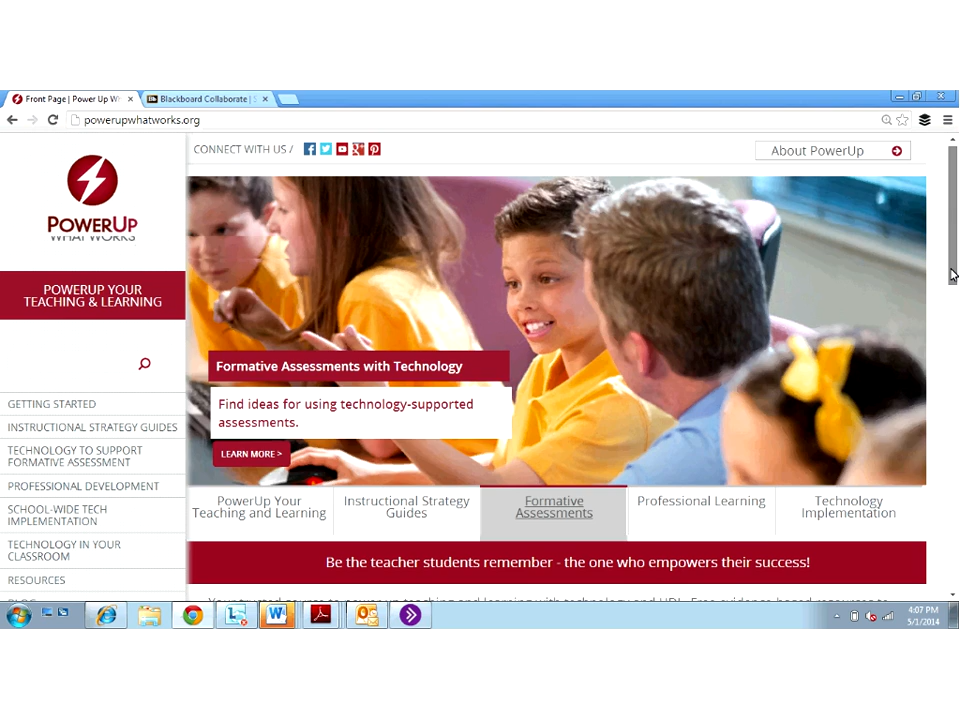 Front Page | Power Up W
Blackboard Collaborate |
powerupwhatworks.org
CONNECT WITH US /
About PowerUp
POWERUP
WHAT WORKS
POWERUP YOUR
TEACHING & LEARNING
GETTING STARTED
INSTRUCTIONAL STRATEGY GUIDES
TECHNOLOGY TO SUPPORT
FORMATIVE ASSESSMENT
PROFESSIONAL DEVELOPMENT
SCHOOL-WIDE TECH
IMPLEMENTATION
TECHNOLOGY IN YOUR
CLASSROOM
RESOURCES
BLOG
Formative Assessments with Technology
Find ideas for using technology-supported
assessments.
LEARN MORE >
PowerUp Your
Teaching and Learning
Instructional Strategy
Guides
Formative
Assessments
Professional Learning
Technology
Implementation
Be the teacher students remember - the one who empowers their success!
4:07 PM
5/1/2014